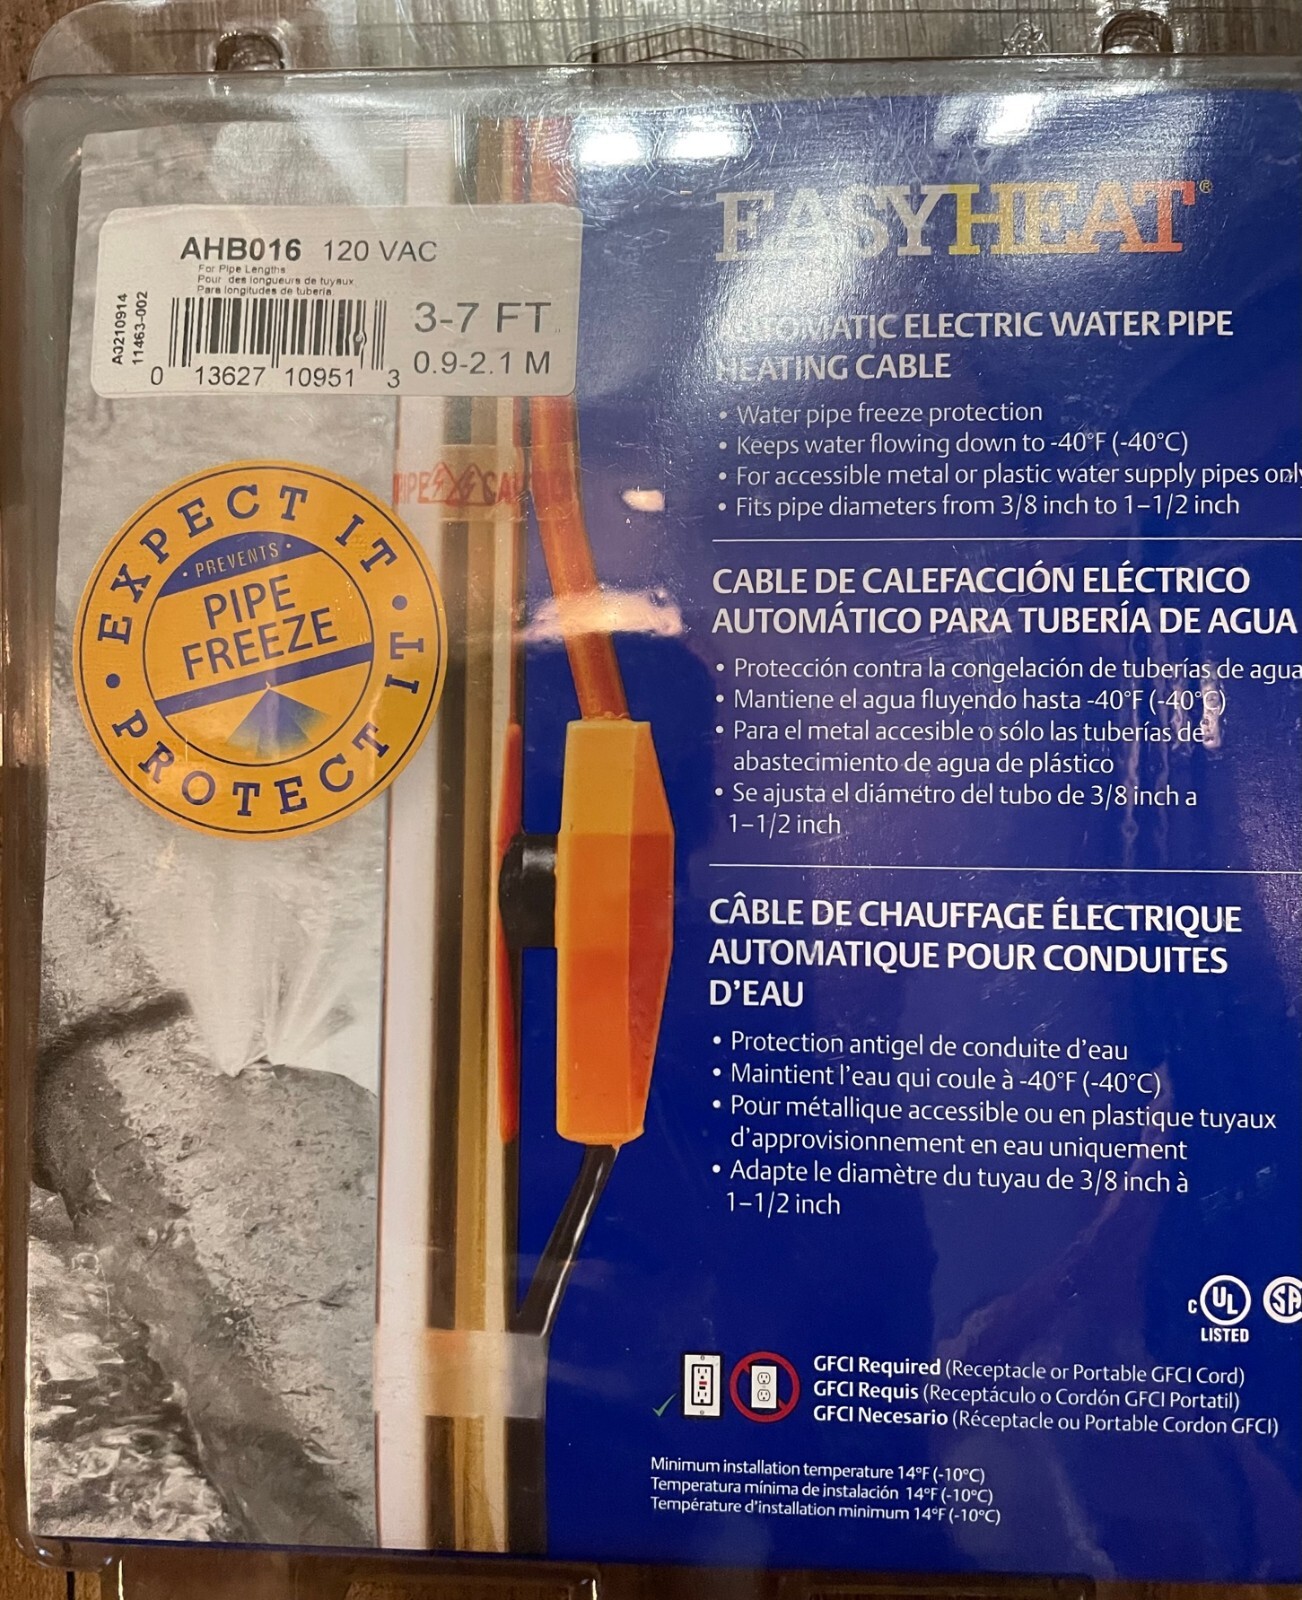 EASYHEAT®
AHB016 120 VAC
For Pipe Lengths
Pour des longueurs de tuyaux
Para longitudes de tuberia
3-7 FT
0.9-2.1 M
A0210914
11463-002
0 13627 10951 3
EXPECT IT • PROTECT IT •
• PREVENTS •
PIPE
FREEZE
AUTOMATIC ELECTRIC WATER PIPE
HEATING CABLE
• Water pipe freeze protection
• Keeps water flowing down to -40°F (-40°C)
• For accessible metal or plastic water supply pipes only
• Fits pipe diameters from 3/8 inch to 1–1/2 inch
CABLE DE CALEFACCIÓN ELÉCTRICO
AUTOMÁTICO PARA TUBERÍA DE AGUA
• Protección contra la congelación de tuberías de agua
• Mantiene el agua fluyendo hasta -40°F (-40°C)
• Para el metal accesible o sólo las tuberías de
abastecimiento de agua de plástico
• Se ajusta el diámetro del tubo de 3/8 inch a
1–1/2 inch
CÂBLE DE CHAUFFAGE ÉLECTRIQUE
AUTOMATIQUE POUR CONDUITES
D'EAU
• Protection antigel de conduite d'eau
• Maintient l'eau qui coule à -40°F (-40°C)
• Pour métallique accessible ou en plastique tuyaux
d'approvisionnement en eau uniquement
• Adapte le diamètre du tuyau de 3/8 inch à
1–1/2 inch
C UL SA
LISTED
GFCI Required (Receptacle or Portable GFCI Cord)
GFCI Requis (Receptáculo o Cordón GFCI Portatil)
GFCI Necesario (Réceptacle ou Portable Cordon GFCI)
Minimum installation temperature 14°F (-10°C)
Temperatura mínima de instalación 14°F (-10°C)
Température d'installation minimum 14°F (-10°C)